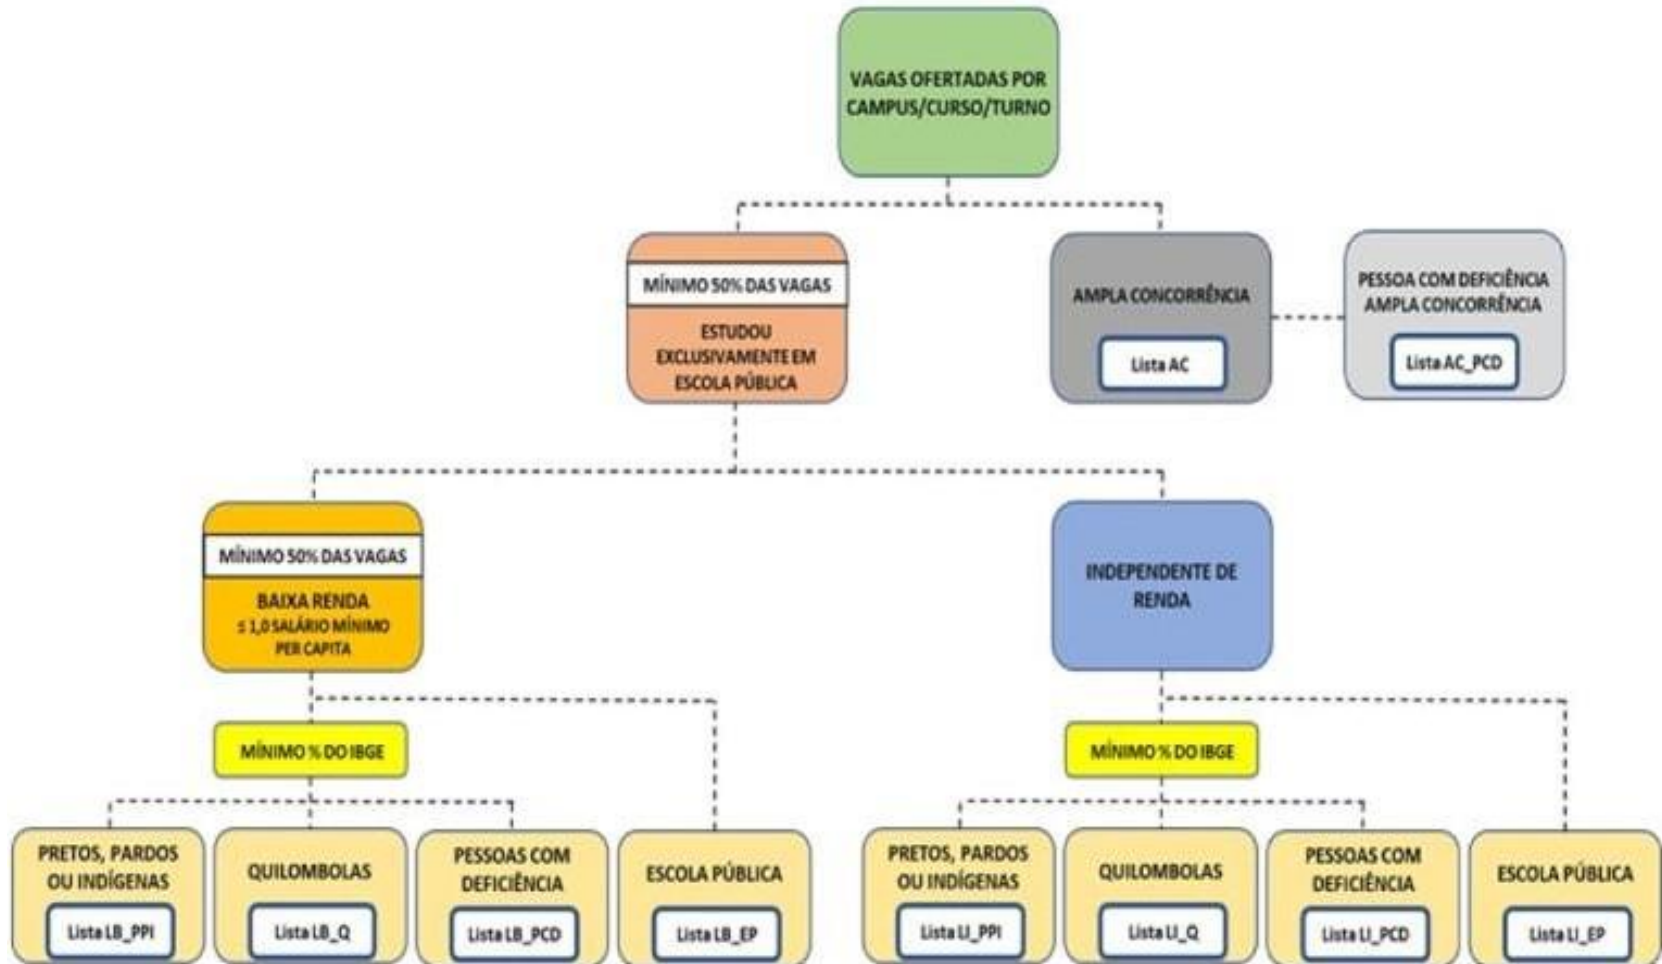 VAGAS OFERTADAS POR
CAMPUS/CURSO/TURNO
MÍNIMO 50% DAS VAGAS
ESTUDOU
EXCLUSIVAMENTE EM
ESCOLA PÚBLICA
AMPLA CONCORRÊNCIA
Lista AC
PESSOA COM DEFICIÊNCIA
AMPLA CONCORRÊNCIA
Lista AC_PCD
MÍNIMO 50% DAS VAGAS
BAIXA RENDA
≤ 1,0 SALÁRIO MÍNIMO
PER CAPITA
INDEPENDENTE DE
RENDA
MÍNIMO % DO IBGE
MÍNIMO % DO IBGE
PRETOS, PARDOS
OU INDÍGENAS
Lista LB_PPI
QUILOMBOLAS
Lista LB_Q
PESSOAS COM
DEFICIÊNCIA
Lista LB_PCD
ESCOLA PÚBLICA
Lista LB_EP
PRETOS, PARDOS
OU INDÍGENAS
Lista LI_PPI
QUILOMBOLAS
Lista LI_Q
PESSOAS COM
DEFICIÊNCIA
Lista LI_PCD
ESCOLA PÚBLICA
Lista LI_EP